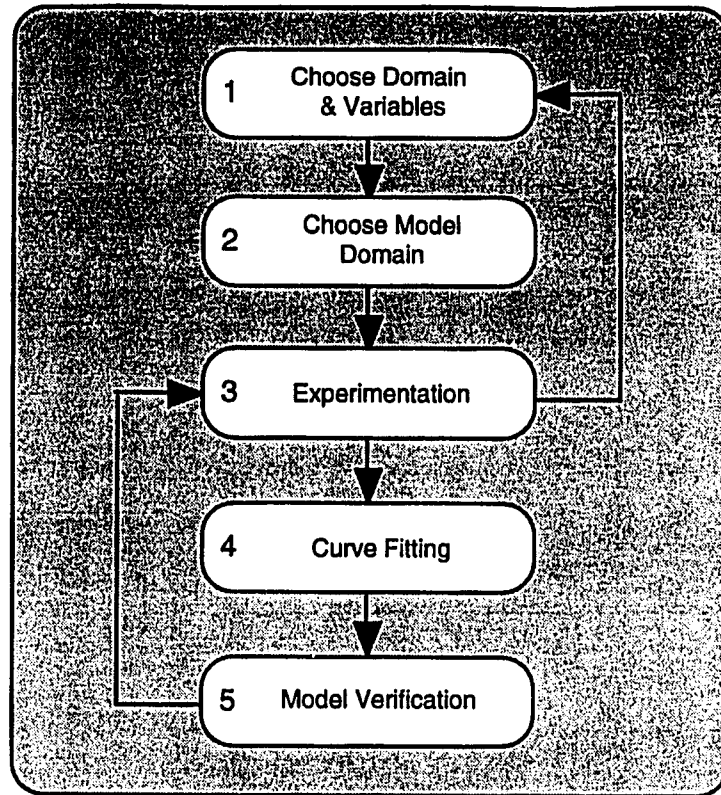 1 Choose Domain
& Variables
2 Choose Model
Domain
3 Experimentation
4 Curve Fitting
5 Model Verification